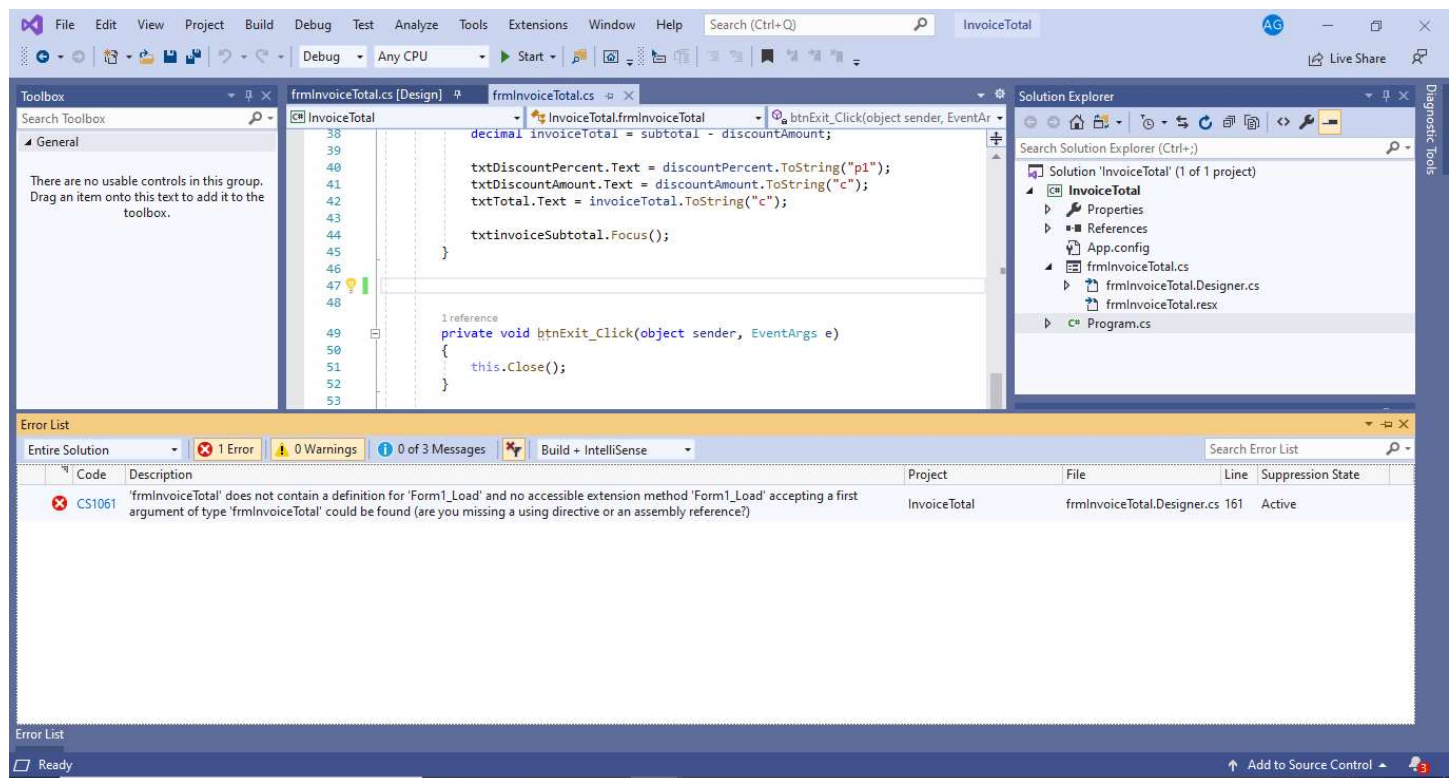 File Edit View Project Build Debug Test Analyze Tools Extensions Window Help Search (Ctrl+Q) InvoiceTotal AG
Debug Any CPU Start Live Share
Toolbox
Search Toolbox
General
There are no usable controls in this group.
Drag an item onto this text to add it to the
toolbox.
frmInvoiceTotal.cs [Design] frmInvoiceTotal.cs
C# InvoiceTotal InvoiceTotal.frmInvoiceTotal btnExit_Click(object sender, EventAr
38 decimal invoiceTotal = subtotal - discountAmount;
39
40 txtDiscountPercent.Text = discountPercent.ToString("p1");
41 txtDiscountAmount.Text = discountAmount.ToString("c");
42 txtTotal.Text = invoiceTotal.ToString("c");
43
44 txtinvoiceSubtotal.Focus();
45 }
46
47
48
1 reference
49 private void btnExit_Click(object sender, EventArgs e)
50 {
51 this.Close();
52 }
53
Solution Explorer
Search Solution Explorer (Ctrl+;)
Solution 'InvoiceTotal' (1 of 1 project)
C# InvoiceTotal
Properties
References
App.config
frmInvoiceTotal.cs
frmInvoiceTotal.Designer.cs
frmInvoiceTotal.resx
C# Program.cs
Diagnostic Tools
Error List
Entire Solution 1 Error 0 Warnings 0 of 3 Messages Build + IntelliSense Search Error List
Code Description Project File Line Suppression State
CS1061 'frmInvoiceTotal' does not contain a definition for 'Form1_Load' and no accessible extension method 'Form1_Load' accepting a first
argument of type 'frmInvoiceTotal' could be found (are you missing a using directive or an assembly reference?) InvoiceTotal frmInvoiceTotal.Designer.cs 161 Active
Error List
Ready Add to Source Control 3